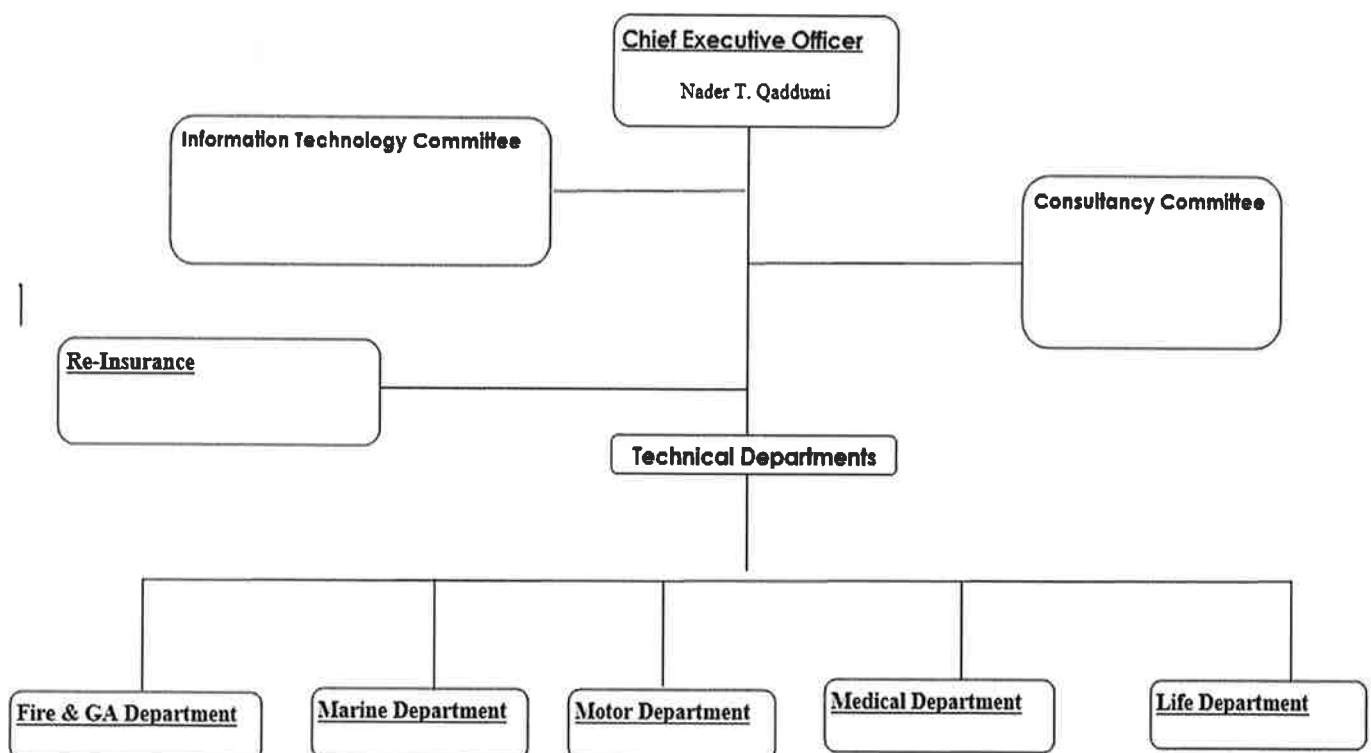 Chief Executive Officer
Nader T. Qaddumi
Information Technology Committee
Consultancy Committee
Re-Insurance
Technical Departments
Fire & GA Department
Marine Department
Motor Department
Medical Department
Life Department